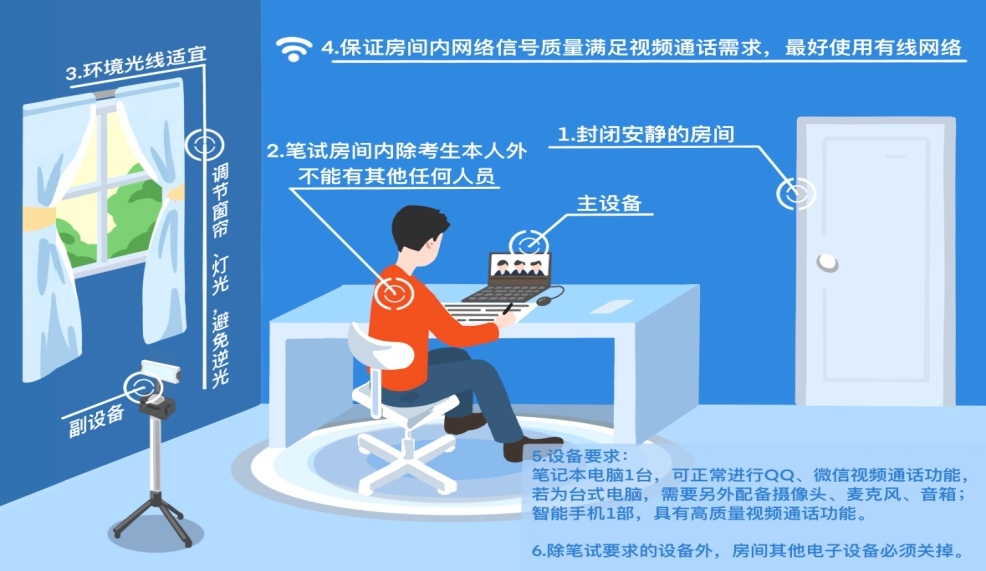 4.保证房间内网络信号质量满足视频通话需求，最好使用有线网络
3.环境光线适宜
调节窗帘、灯光，避免逆光
2.笔试房间内除考生本人外
不能有其他任何人员
1.封闭安静的房间
主设备
副设备
5.设备要求：
笔记本电脑1台，可正常进行QQ、微信视频通话功能，
若为台式电脑，需要另外配备摄像头、麦克风、音箱；
智能手机1部，具有高质量视频通话功能。
6.除笔试要求的设备外，房间其他电子设备必须关掉。